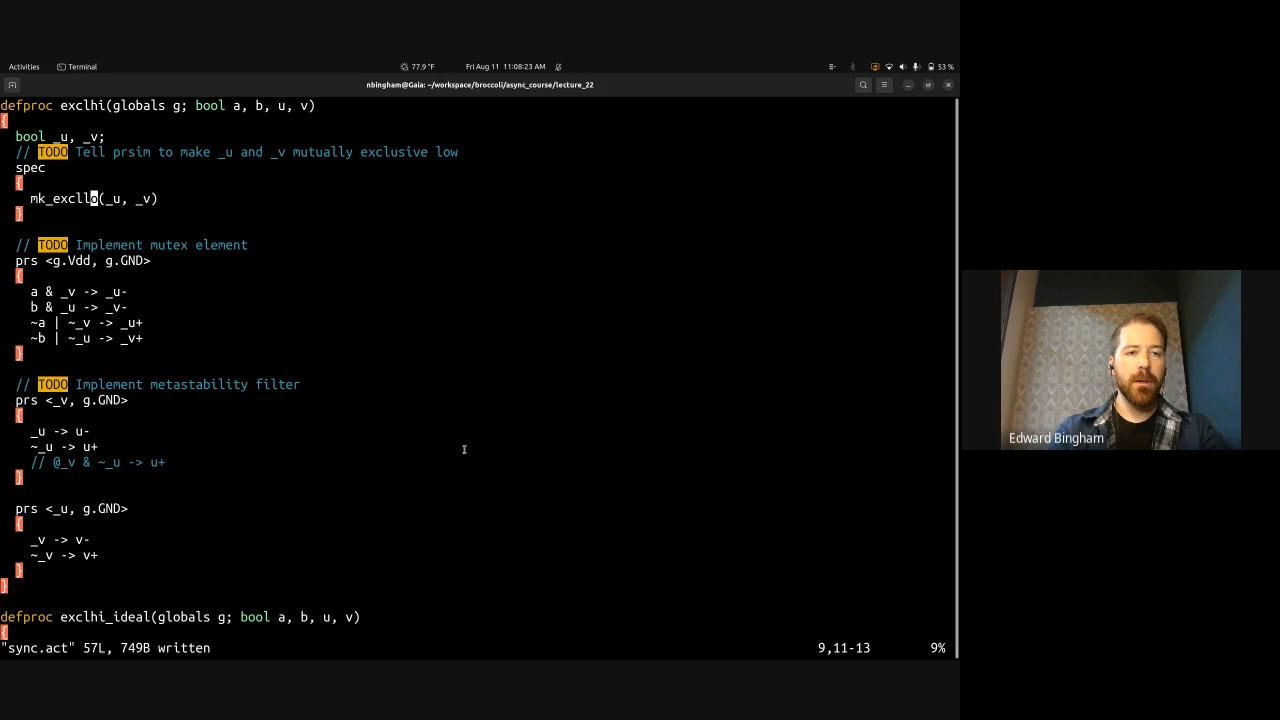 Activities Terminal 77.9 °F Fri Aug 11 11:08:23 AM 53 %
nbingham@Gaia: ~/workspace/broccoli/async_course/lecture_22
defproc exclhi(globals g; bool a, b, u, v)
{
bool _u, _v;
// TODO Tell prsim to make _u and _v mutually exclusive low
spec
{
mk_excllo(_u, _v)
}
// TODO Implement mutex element
prs <g.Vdd, g.GND>
{
a & _v -> _u-
b & _u -> _v-
~a | ~_v -> _u+
~b | ~_u -> _v+
}
// TODO Implement metastability filter
prs <_v, g.GND>
{
_u -> u-
~_u -> u+
// @_v & ~_u -> u+
}
prs <_u, g.GND>
{
_v -> v-
~_v -> v+
}
}
defproc exclhi_ideal(globals g; bool a, b, u, v)
{
"sync.act" 57L, 749B written 9,11-13 9%
Edward Bingham